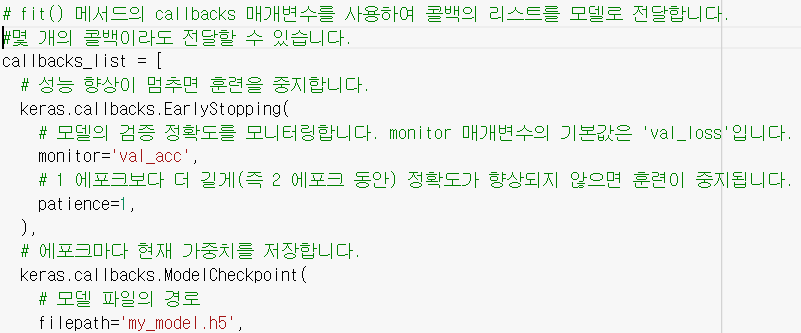 # fit() 메서드의 callbacks 매개변수를 사용하여 콜백의 리스트를 모델로 전달합니다.
#몇 개의 콜백이라도 전달할 수 있습니다.
callbacks_list = [
  # 성능 향상이 멈추면 훈련을 중지합니다.
  keras.callbacks.EarlyStopping(
    # 모델의 검증 정확도를 모니터링합니다. monitor 매개변수의 기본값은 'val_loss'입니다.
    monitor='val_acc',
    # 1 에포크보다 더 길게(즉 2 에포크 동안) 정확도가 향상되지 않으면 훈련이 중지됩니다.
    patience=1,
  ),
  # 에포크마다 현재 가중치를 저장합니다.
  keras.callbacks.ModelCheckpoint(
    # 모델 파일의 경로
    filepath='my_model.h5',